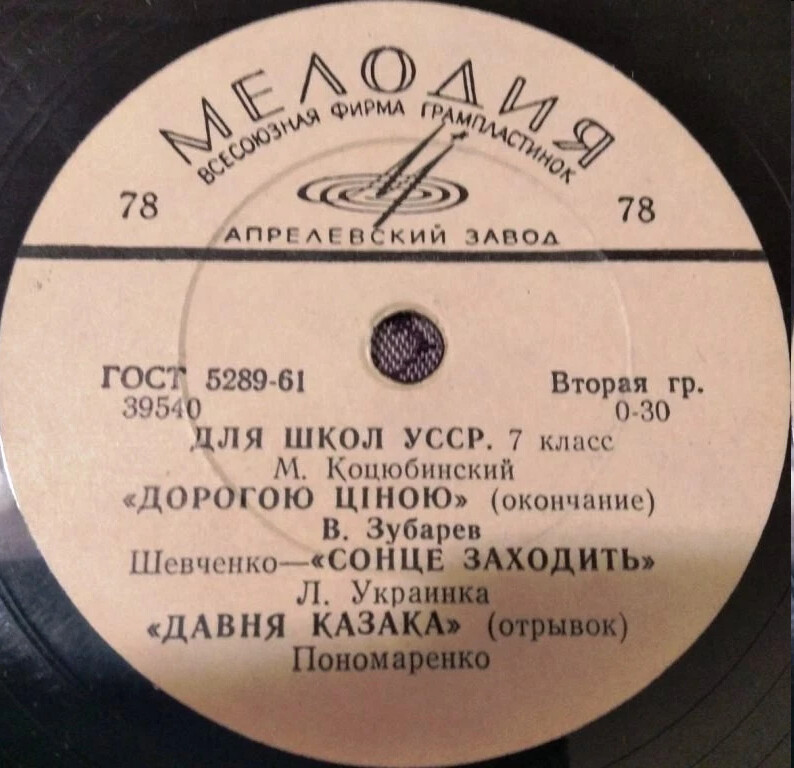 МЕЛОДИЯ
ВСЕСОЮЗНАЯ ФИРМА ГРАМПЛАСТИНОК
78 78
АПРЕЛЕВСКИЙ ЗАВОД
ГОСТ 5289-61 Вторая гр.
39540 0-30
ДЛЯ ШКОЛ УССР. 7 класс
М. Коцюбинский
«ДОРОГОЮ ЦІНОЮ» (окончание)
В. Зубарев
Шевченко—«СОНЦЕ ЗАХОДИТЬ»
Л. Украинка
«ДАВНЯ КАЗАКА» (отрывок)
Пономаренко